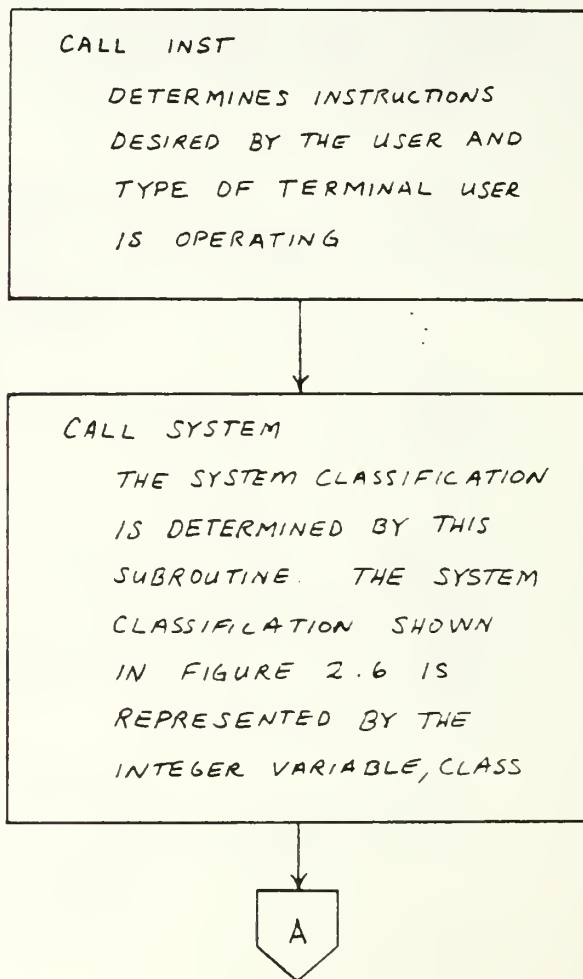 CALL INST
DETERMINES INSTRUCTIONS
DESIRED BY THE USER AND
TYPE OF TERMINAL USER
IS OPERATING
CALL SYSTEM
THE SYSTEM CLASSIFICATION
IS DETERMINED BY THIS
SUBROUTINE. THE SYSTEM
CLASSIFILATION SHOWN
IN FIGURE 2.6 IS
REPRESENTED BY THE
INTEGER VARIABLE, CLASS
A